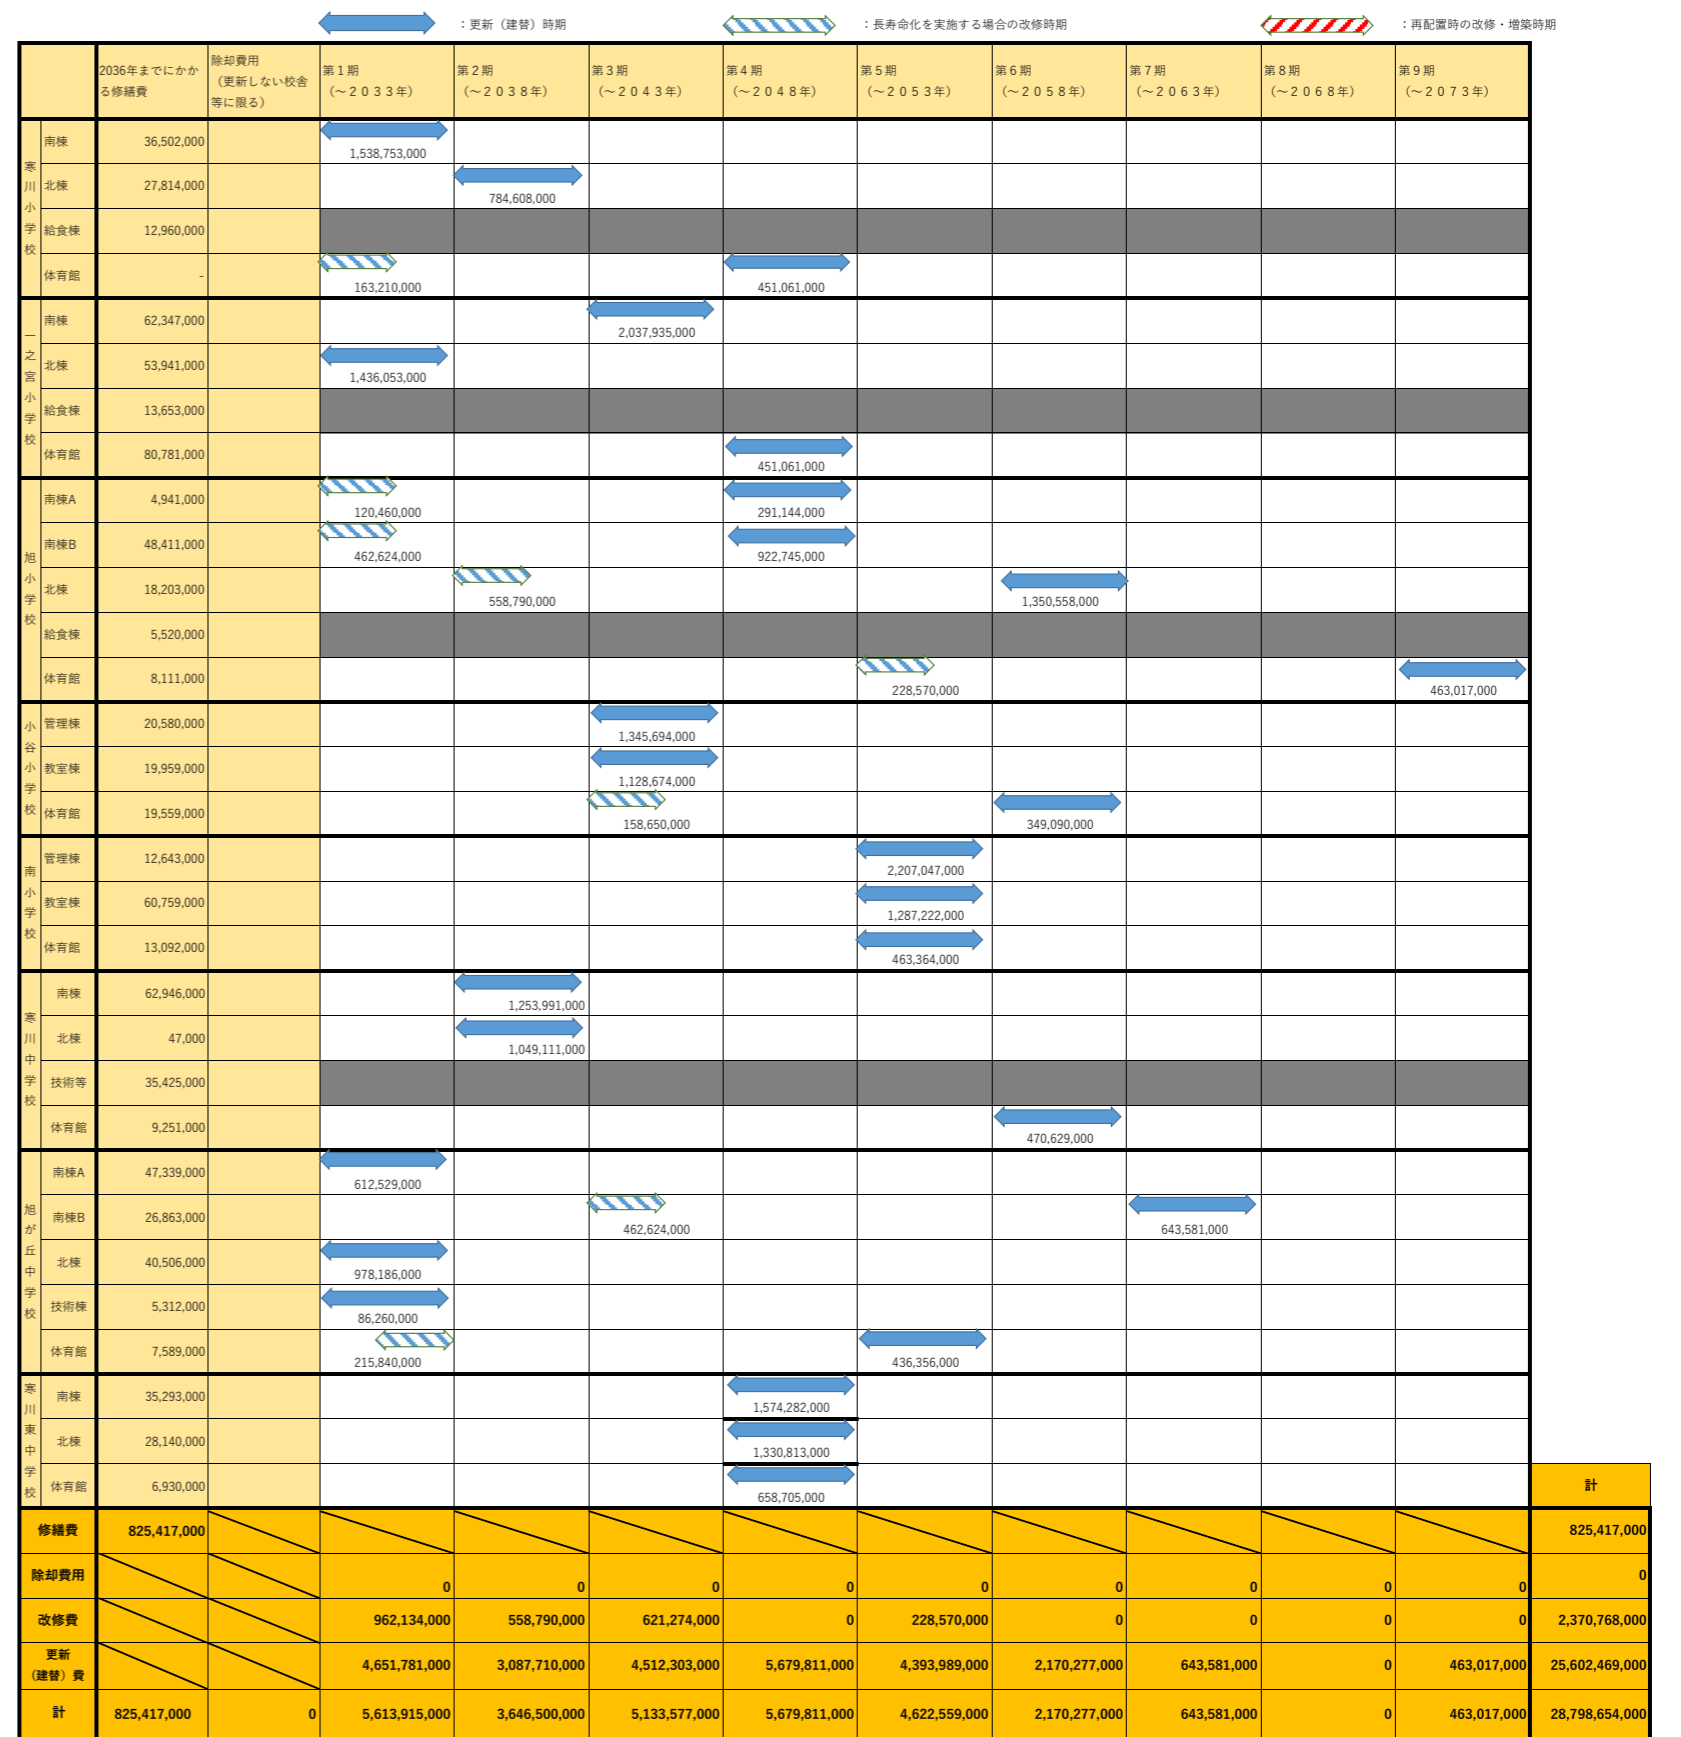 ：更新（建替）時期　：長寿命化を実施する場合の改修時期　：再配置時の改修・増築時期
2036年までにかかる修繕費　除却費用（更新しない校舎等に限る）　第１期（～２０３３年）　第２期（～２０３８年）　第３期（～２０４３年）　第４期（～２０４８年）　第５期（～２０５３年）　第６期（～２０５８年）　第７期（～２０６３年）　第８期（～２０６８年）　第９期（～２０７３年）
寒川小学校
南棟 36,502,000 1,538,753,000
北棟 27,814,000 784,608,000
給食棟 12,960,000
体育館 - 163,210,000 451,061,000
一之宮小学校
南棟 62,347,000 2,037,935,000
北棟 53,941,000 1,436,053,000
給食棟 13,653,000
体育館 80,781,000 451,061,000
旭小学校
南棟A 4,941,000 120,460,000 291,144,000
南棟B 48,411,000 462,624,000 922,745,000
北棟 18,203,000 558,790,000 1,350,558,000
給食棟 5,520,000
体育館 8,111,000 228,570,000 463,017,000
小谷小学校
管理棟 20,580,000 1,345,694,000
教室棟 19,959,000 1,128,674,000
体育館 19,559,000 158,650,000 349,090,000
南小学校
管理棟 12,643,000 2,207,047,000
教室棟 60,759,000 1,287,222,000
体育館 13,092,000 463,364,000
寒川中学校
南棟 62,946,000 1,253,991,000
北棟 47,000 1,049,111,000
技術等 35,425,000
体育館 9,251,000 470,629,000
旭が丘中学校
南棟A 47,339,000 612,529,000
南棟B 26,863,000 462,624,000 643,581,000
北棟 40,506,000 978,186,000
技術棟 5,312,000 86,260,000
体育館 7,589,000 215,840,000 436,356,000
寒川東中学校
南棟 35,293,000 1,574,282,000
北棟 28,140,000 1,330,813,000
体育館 6,930,000 658,705,000 計
修繕費 825,417,000 825,417,000
除却費用 0 0 0 0 0 0 0 0 0 0
改修費 962,134,000 558,790,000 621,274,000 0 228,570,000 0 0 0 0 2,370,768,000
更新（建替）費 4,651,781,000 3,087,710,000 4,512,303,000 5,679,811,000 4,393,989,000 2,170,277,000 643,581,000 0 463,017,000 25,602,469,000
計 825,417,000 0 5,613,915,000 3,646,500,000 5,133,577,000 5,679,811,000 4,622,559,000 2,170,277,000 643,581,000 0 463,017,000 28,798,654,000